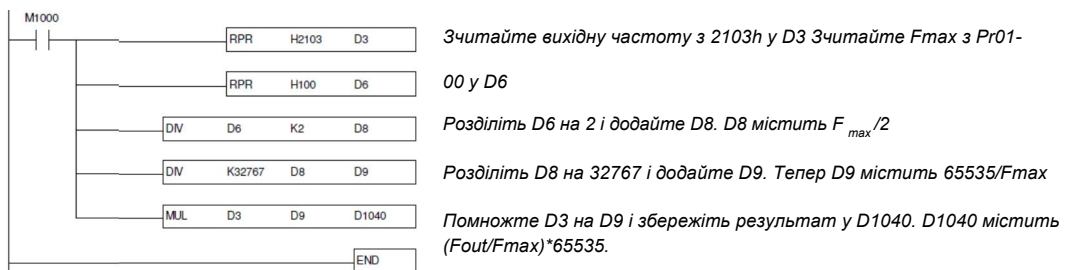 M1000
RPR H2103 D3
Зчитайте вихідну частоту з 2103h у D3 Зчитайте Fmax з Pr01-
RPR H100 D6
00 у D6
DIV D6 K2 D8
Розділіть D6 на 2 і додайте D8. D8 містить F max /2
DIV K32767 D8 D9
Розділіть D8 на 32767 і додайте D9. Тепер D9 містить 65535/Fmax
MUL D3 D9 D1040
Помножте D3 на D9 і збережіть результат у D1040. D1040 містить
(Fout/Fmax)*65535.
END